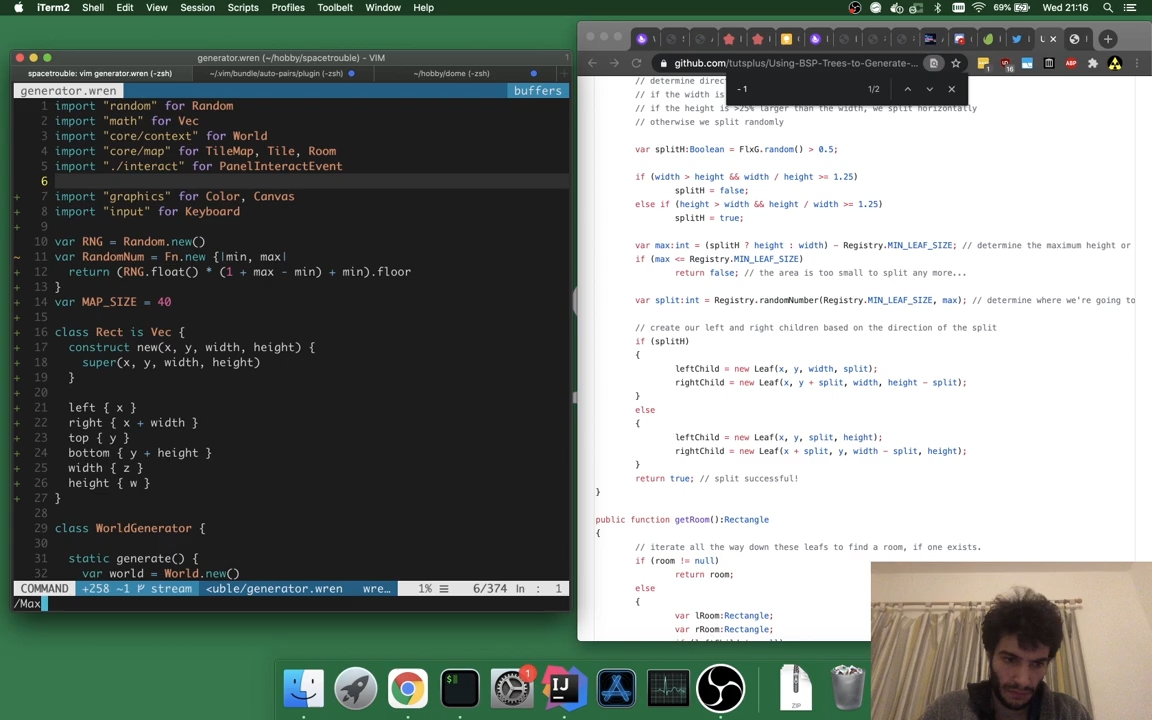 iTerm2 Shell Edit View Session Scripts Profiles Toolbelt Window Help 69% Wed 21:16
generator.wren (~/hobby/spacetrouble) - VIM
spacetrouble: vim generator.wren (-zsh) ~/.vim/bundle/auto-pairs/plugin (-zsh) ~/hobby/dome (-zsh)
generator.wren buffers
1 import "random" for Random
2 import "math" for Vec
3 import "core/context" for World
4 import "core/map" for TileMap, Tile, Room
5 import "./interact" for PanelInteractEvent
6
+ 7 import "graphics" for Color, Canvas
+ 8 import "input" for Keyboard
+ 9
10 var RNG = Random.new()
~ 11 var RandomNum = Fn.new {|min, max|
+ 12 return (RNG.float() * (1 + max - min) + min).floor
+ 13 }
+ 14 var MAP_SIZE = 40
+ 15
+ 16 class Rect is Vec {
+ 17 construct new(x, y, width, height) {
+ 18 super(x, y, width, height)
+ 19 }
+ 20
+ 21 left { x }
+ 22 right { x + width }
+ 23 top { y }
+ 24 bottom { y + height }
+ 25 width { z }
+ 26 height { w }
+ 27 }
28
29 class WorldGenerator {
30
31 static generate() {
32 var world = World.new()
COMMAND +258 ~1 stream <uble/generator.wren wre… 1% 6/374 ln : 1
/Max
github.com/tutsplus/Using-BSP-Trees-to-Generate-...
-1 1/2
// determine direc
// if the width is
// if the height is >25% larger than the width, we split horizontally
// otherwise we split randomly
var splitH:Boolean = FlxG.random() > 0.5;
if (width > height && width / height >= 1.25)
splitH = false;
else if (height > width && height / width >= 1.25)
splitH = true;
var max:int = (splitH ? height : width) - Registry.MIN_LEAF_SIZE; // determine the maximum height or
if (max <= Registry.MIN_LEAF_SIZE)
return false; // the area is too small to split any more...
var split:int = Registry.randomNumber(Registry.MIN_LEAF_SIZE, max); // determine where we're going to
// create our left and right children based on the direction of the split
if (splitH)
{
leftChild = new Leaf(x, y, width, split);
rightChild = new Leaf(x, y + split, width, height - split);
}
else
{
leftChild = new Leaf(x, y, split, height);
rightChild = new Leaf(x + split, y, width - split, height);
}
return true; // split successful!
}
public function getRoom():Rectangle
{
// iterate all the way down these leafs to find a room, if one exists.
if (room != null)
return room;
else
{
var lRoom:Rectangle;
var rRoom:Rectangle;